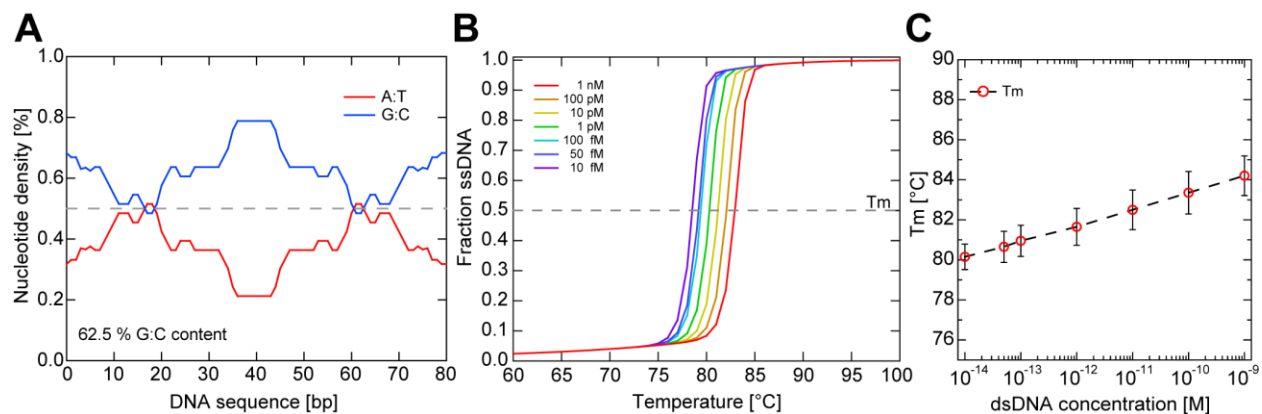 A
Nucleotide density [%]
1.0
0.8
0.6
0.4
0.2
0.0
A:T
G:C
62.5 % G:C content
0 10 20 30 40 50 60 70 80
DNA sequence [bp]
B
Fraction ssDNA
1.0
0.9
0.8
0.7
0.6
0.5
0.4
0.3
0.2
0.1
0.0
1 nM
100 pM
10 pM
1 pM
100 fM
50 fM
10 fM
Tm
60 65 70 75 80 85 90 95 100
Temperature [°C]
C
Tm [°C]
90
88
86
84
82
80
78
76
Tm
10⁻¹⁴ 10⁻¹³ 10⁻¹² 10⁻¹¹ 10⁻¹⁰ 10⁻⁹
dsDNA concentration [M]